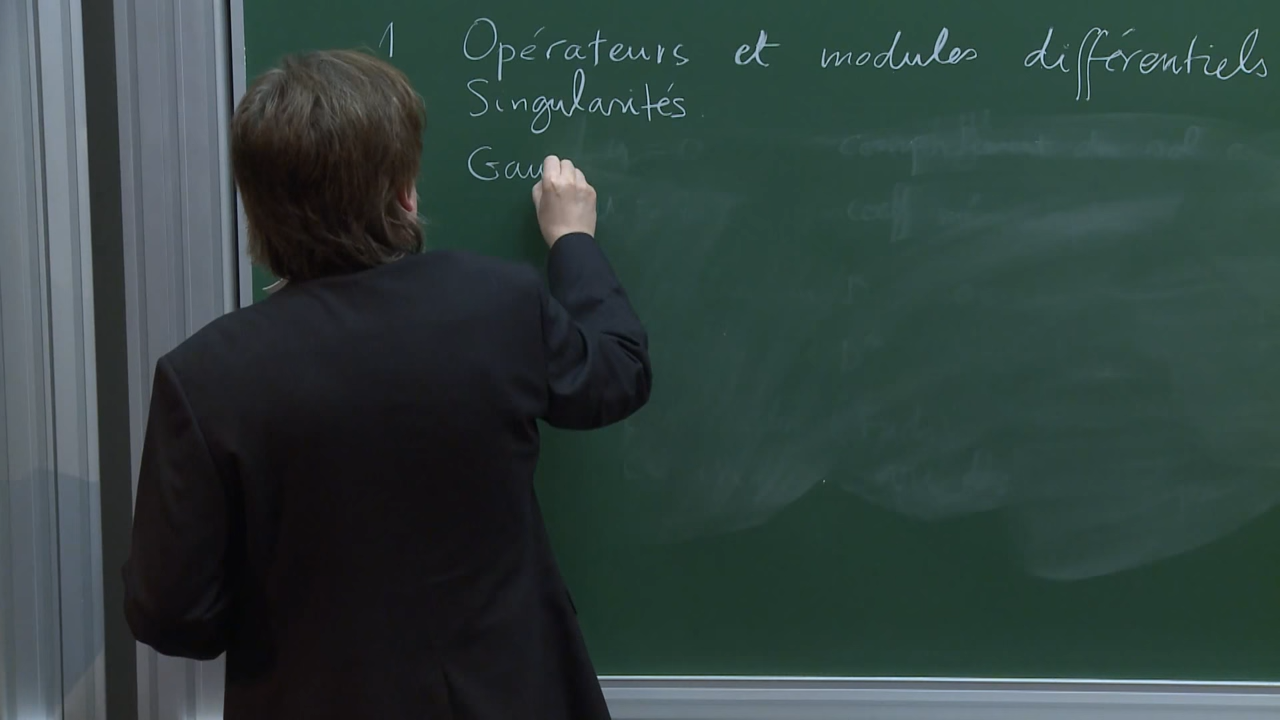 1 Opérateurs et modules différentiels
Singularités.
Gau